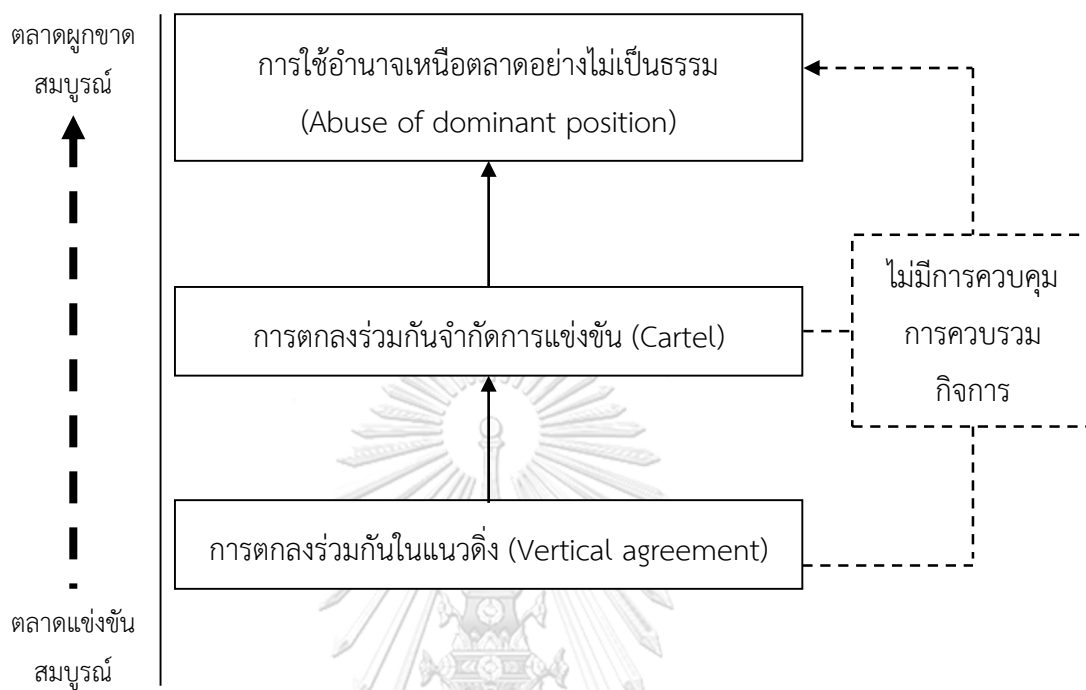 ตลาดผูกขาด
สมบูรณ์
การใช้อำนาจเหนือตลาดอย่างไม่เป็นธรรม
(Abuse of dominant position)
ไม่มีการควบคุม
การควบรวม
กิจการ
การตกลงร่วมกันจำกัดการแข่งขัน (Cartel)
การตกลงร่วมกันในแนวดิ่ง (Vertical agreement)
ตลาดแข่งขัน
สมบูรณ์